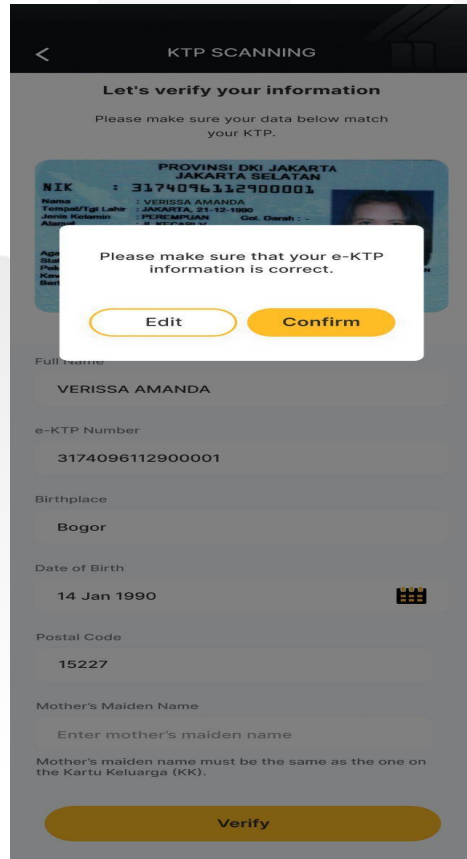 < KTP SCANNING
Let's verify your information
Please make sure your data below match
your KTP.
PROVINSI DKI JAKARTA
JAKARTA SELATAN
NIK : 3174096112900001
Nama : VERISSA AMANDA
Tempat/Tgl Lahir : JAKARTA, 21-12-1990
Jenis Kelamin : PEREMPUAN Gol. Darah : -
Alamat
Please make sure that your e-KTP
information is correct.
Edit Confirm
Full Name
VERISSA AMANDA
e-KTP Number
3174096112900001
Birthplace
Bogor
Date of Birth
14 Jan 1990
Postal Code
15227
Mother's Maiden Name
Enter mother's maiden name
Mother's maiden name must be the same as the one on
the Kartu Keluarga (KK).
Verify